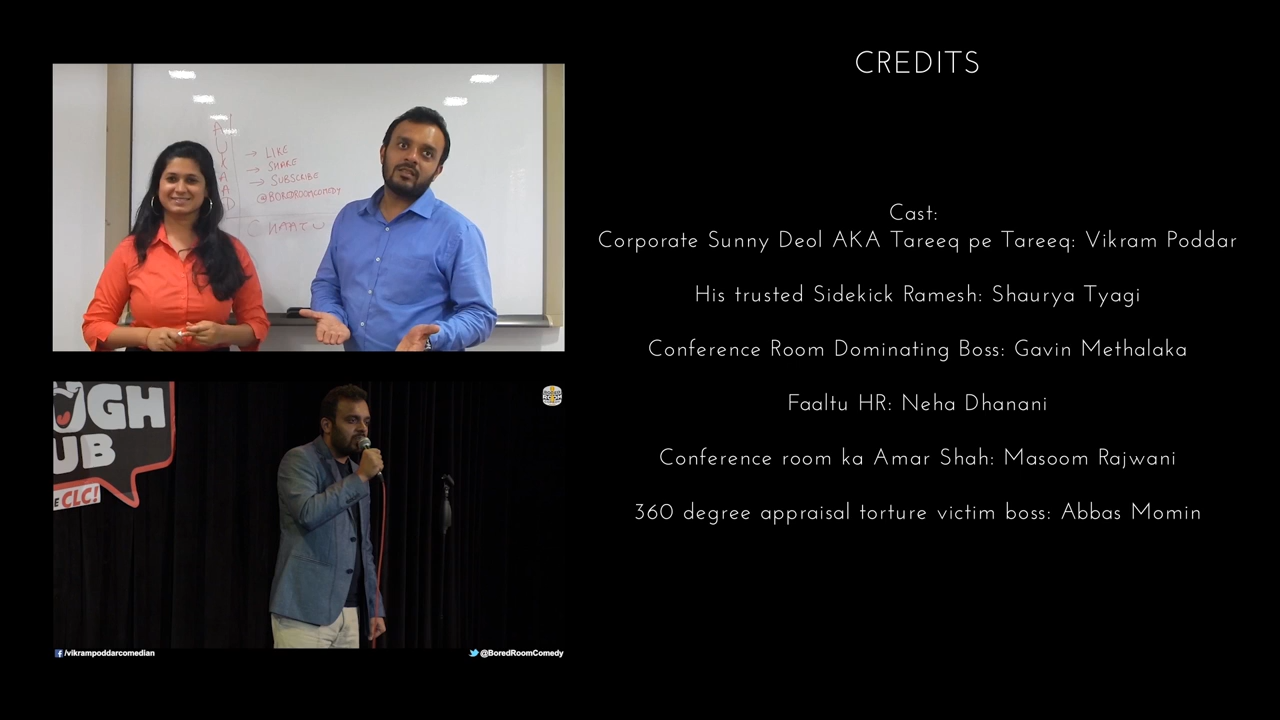 CREDITS
Cast:
Corporate Sunny Deol AKA Tareeq pe Tareeq: Vikram Poddar
His trusted Sidekick Ramesh: Shaurya Tyagi
Conference Room Dominating Boss: Gavin Methalaka
Faaltu HR: Neha Dhanani
Conference room ka Amar Shah: Masoom Rajwani
360 degree appraisal torture victim boss: Abbas Momin
AUKAAD
→ LIKE
→ SHARE
→ SUBSCRIBE
@BOREDROOMCOMEDY
UGH
UB
E CLC!
/vikrampoddarcomedian
@BoredRoomComedy